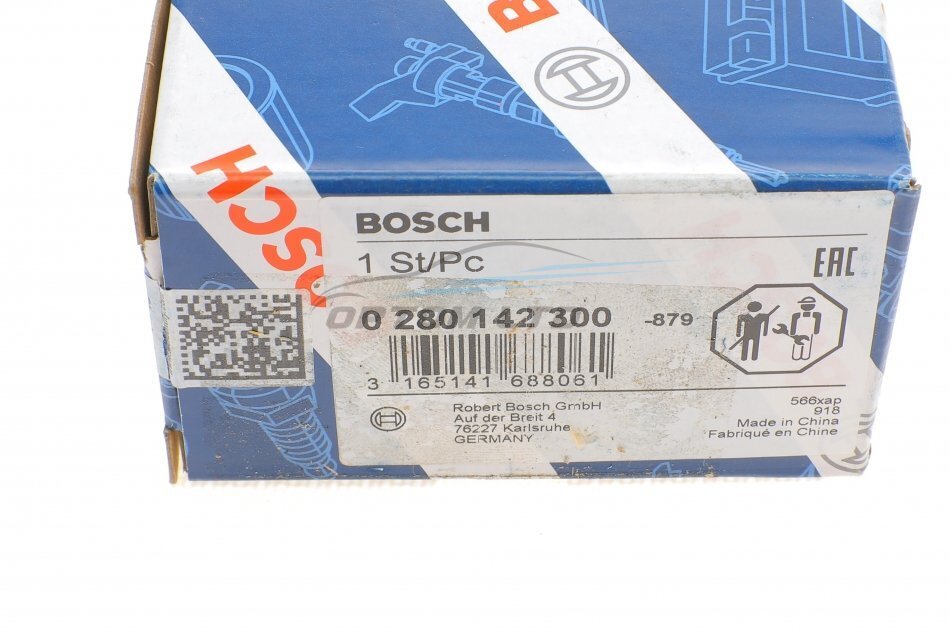 B
BOSCH
BOSCH
1 St/Pc
EAC
0 280 142 300
-879
3 165141 688061
Robert Bosch GmbH
Auf der Breit 4
76227 Karlsruhe
GERMANY
566xap
918
Made in China
Fabriqué en Chine